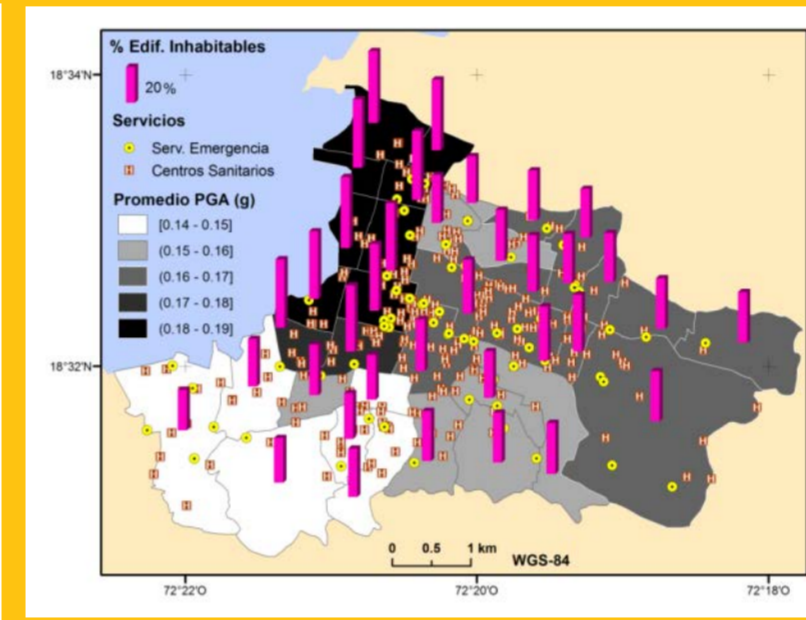 % Edif. Inhabitables
20%
Servicios
Serv. Emergencia
H Centros Sanitarios
Promedio PGA (g)
[0.14 - 0.15]
(0.15 - 0.16]
(0.16 - 0.17]
(0.17 - 0.18]
(0.18 - 0.19]
18°34'N
18°32'N
0 0.5 1 km
WGS-84
72°22'O
72°20'O
72°18'O